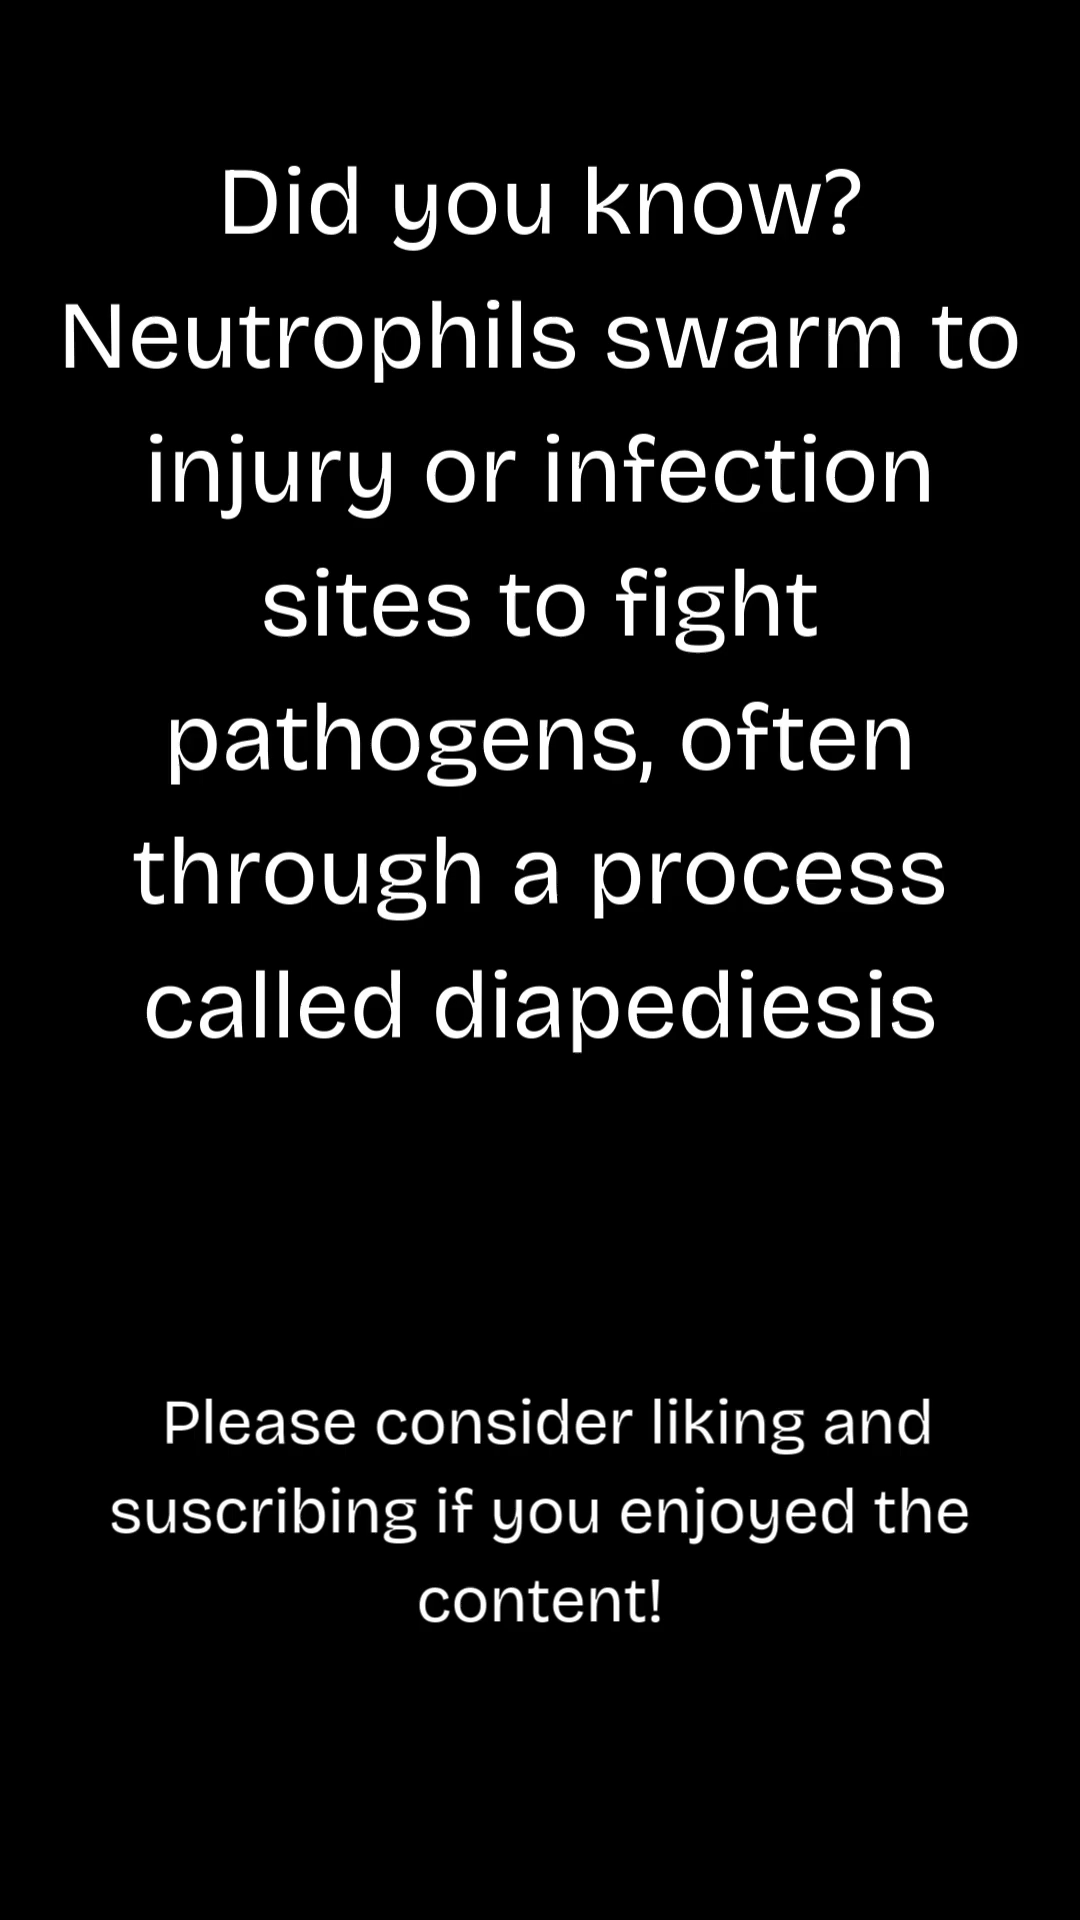 Did you know?
Neutrophils swarm to
injury or infection
sites to fight
pathogens, often
through a process
called diapediesis
Please consider liking and
suscribing if you enjoyed the
content!